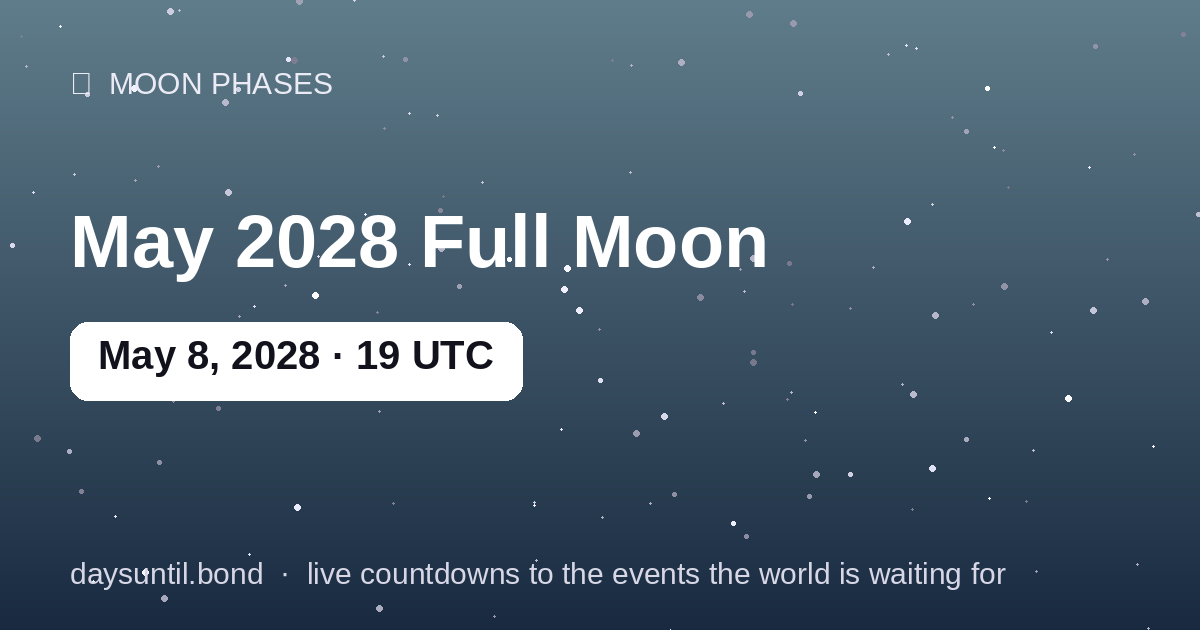 MOON PHASES
May 2028 Full Moon
May 8, 2028 · 19 UTC
daysuntil.bond · live countdowns to the events the world is waiting for